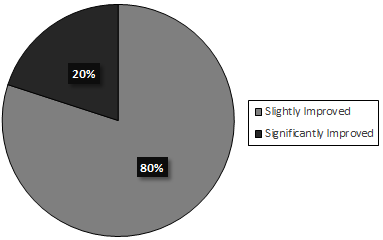 20%
80%
Slightly Improved
Significantly Improved